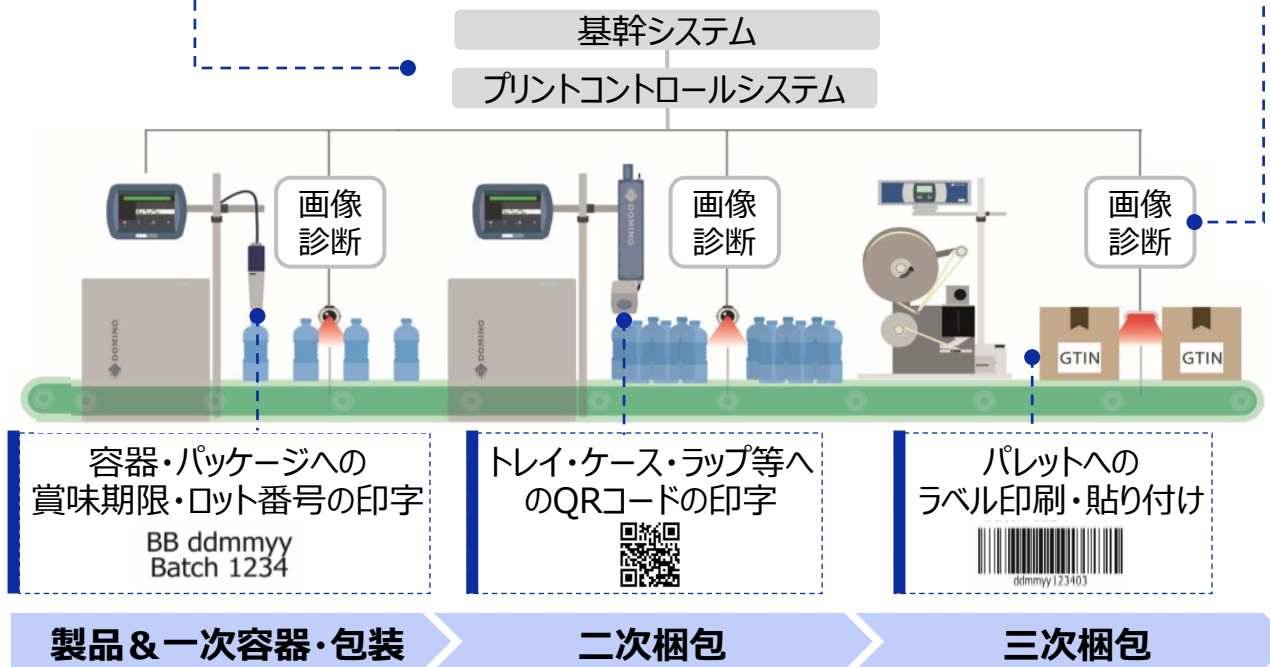 基幹システム
プリントコントロールシステム
画像
診断
画像
診断
画像
診断
DOMINO
DOMINO
DOMINO
GTIN
GTIN
容器・パッケージへの
賞味期限・ロット番号の印字
BB ddmmyy
Batch 1234
トレイ・ケース・ラップ等へ
のQRコードの印字
パレットへの
ラベル印刷・貼り付け
ddmmyy123403
製品&一次容器・包装
二次梱包
三次梱包